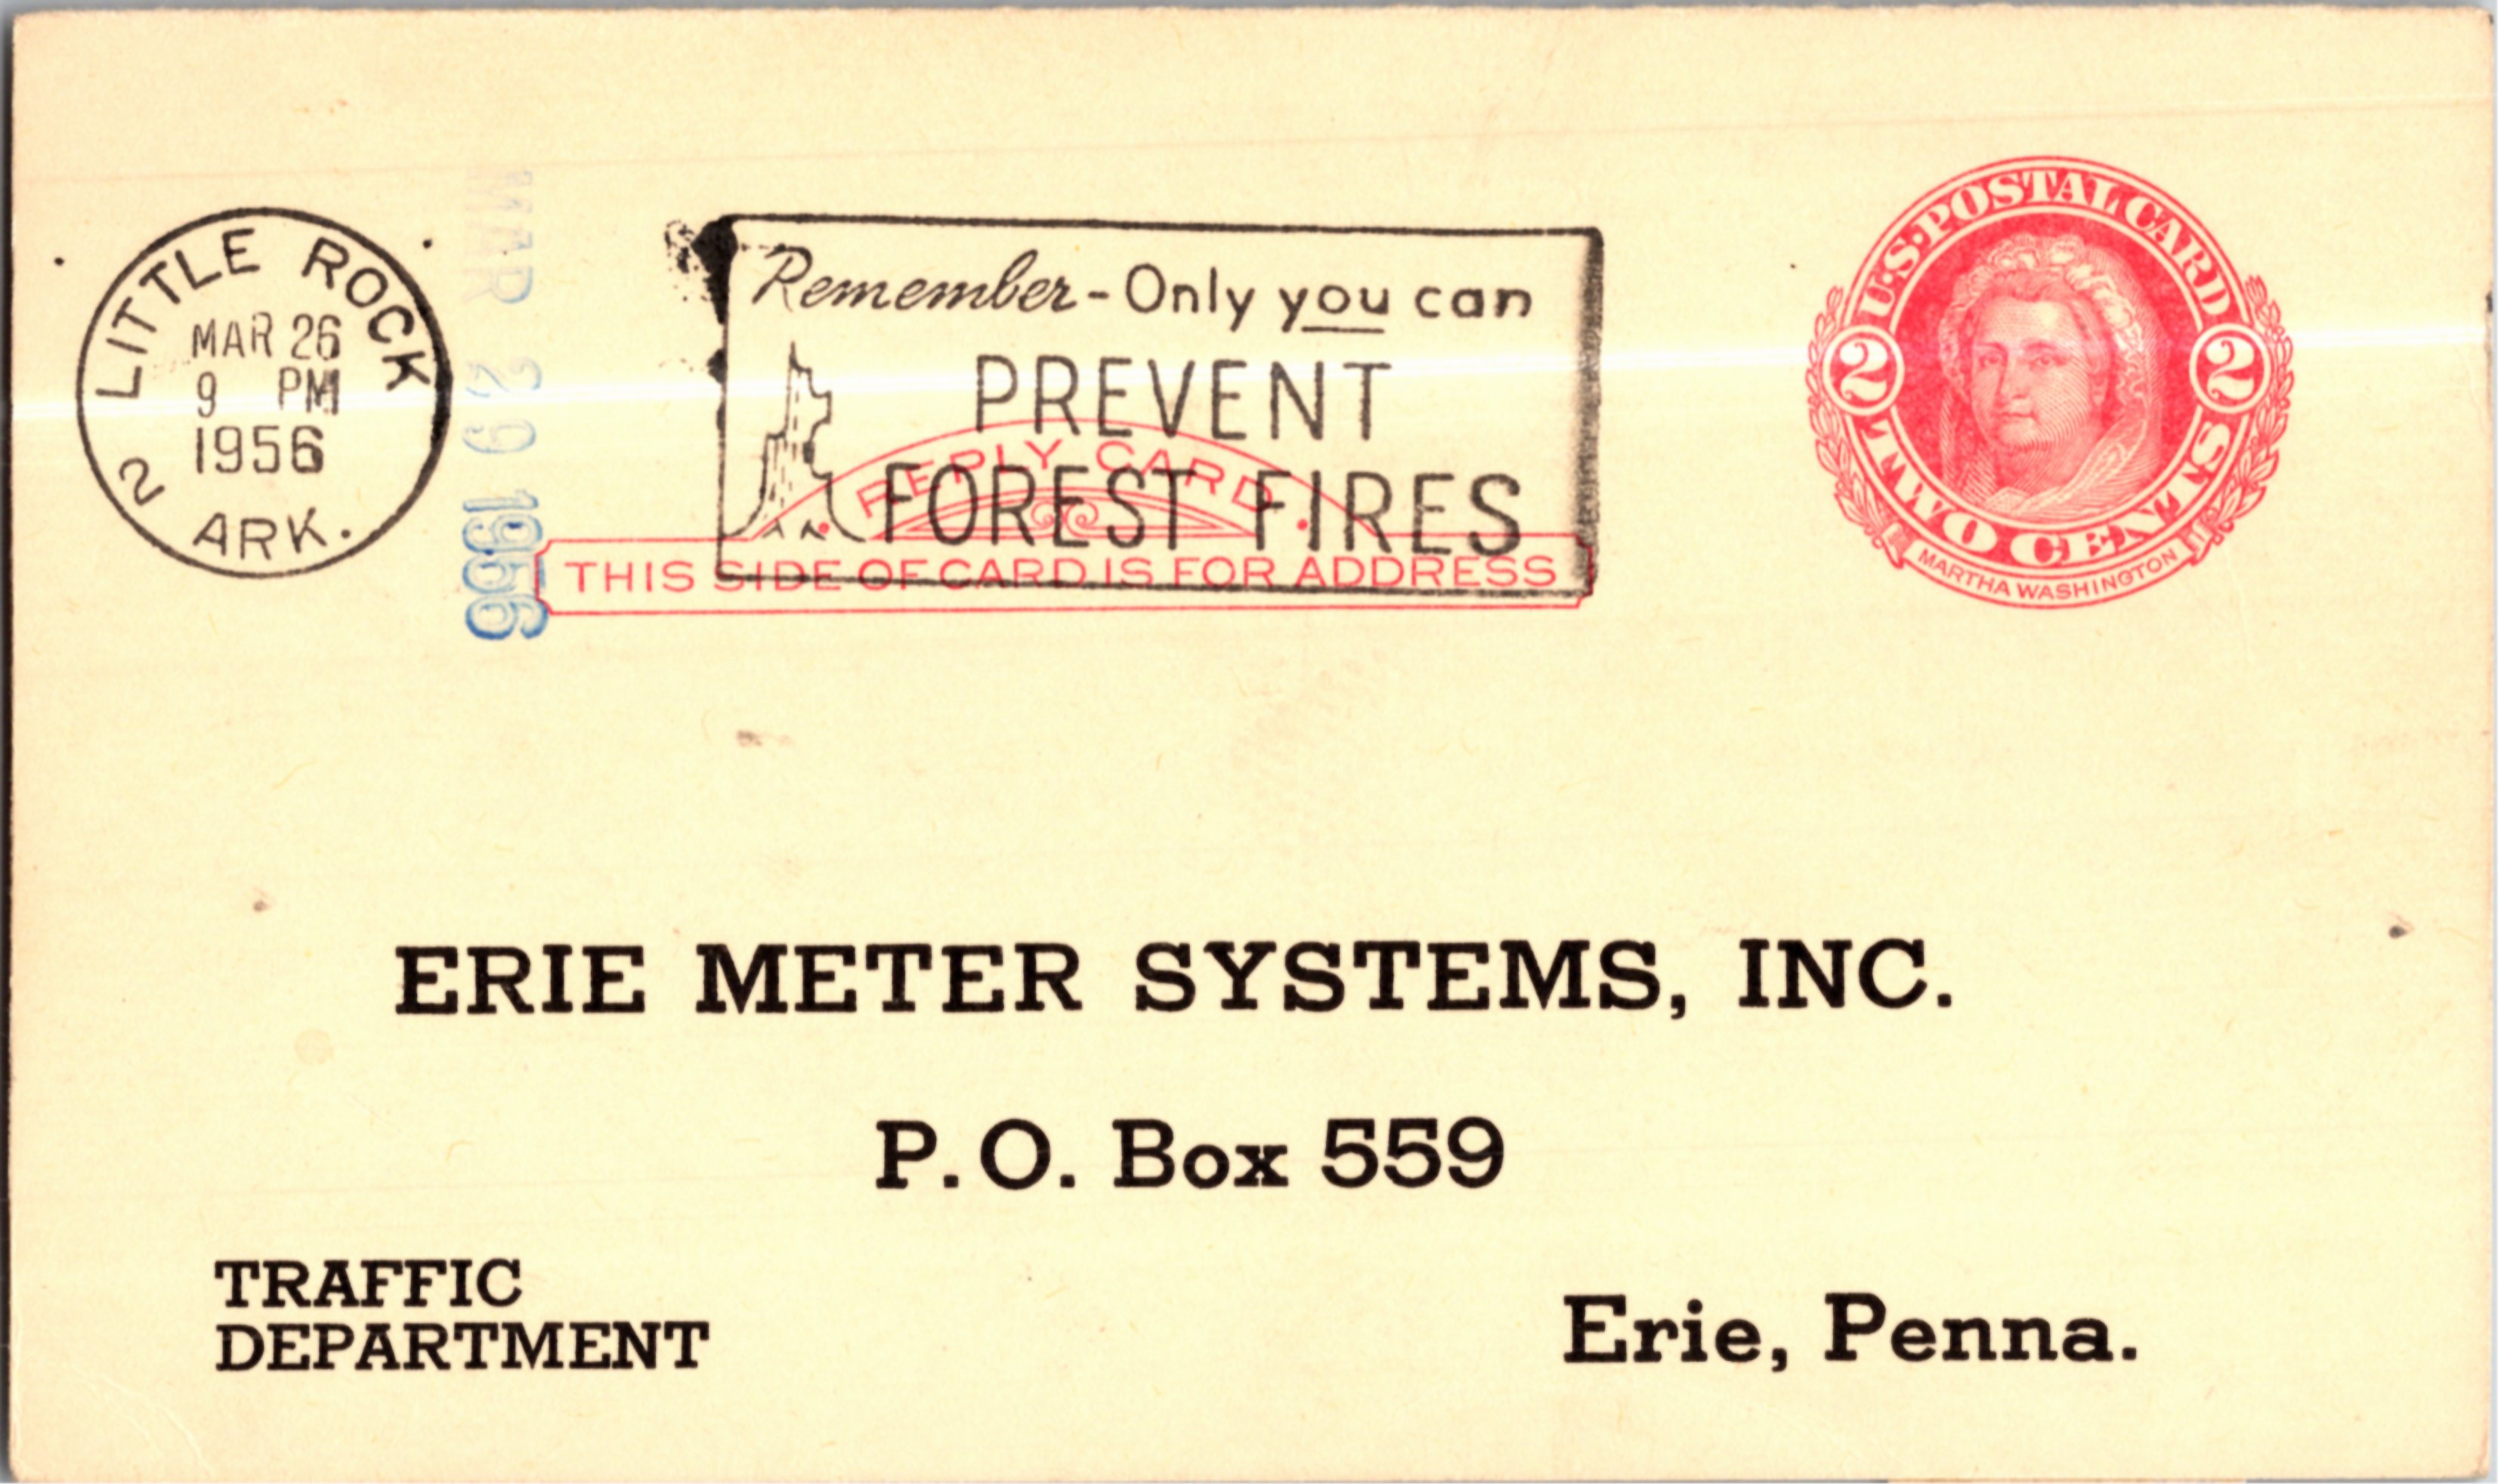 LITTLE ROCK
MAR 26
9 PM
1956
2 ARK.
MAR 29 1956
Remember - Only you can
PREVENT
FOREST FIRES
REPLY CARD.
THIS SIDE OF CARD IS FOR ADDRESS
U·S·POSTAL CARD
2 2
TWO CENTS
MARTHA WASHINGTON
ERIE METER SYSTEMS, INC.
P.O. Box 559
TRAFFIC
DEPARTMENT
Erie, Penna.